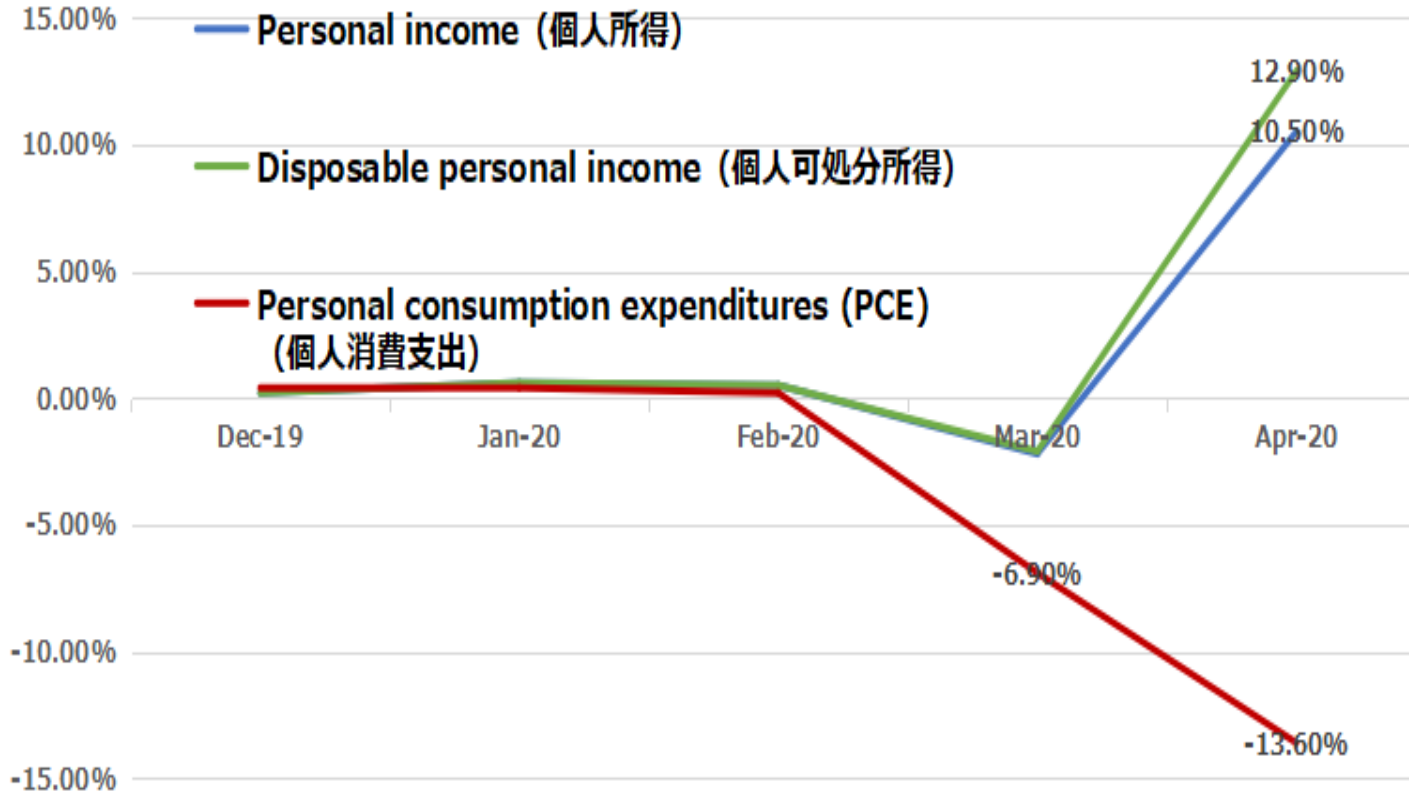 15.00%
Personal income (個人所得)
12.90%
10.50%
10.00%
Disposable personal income (個人可処分所得)
5.00%
Personal consumption expenditures (PCE)
(個人消費支出)
0.00%
Dec-19
Jan-20
Feb-20
Mar-20
Apr-20
-5.00%
-6.90%
-10.00%
-13.60%
-15.00%